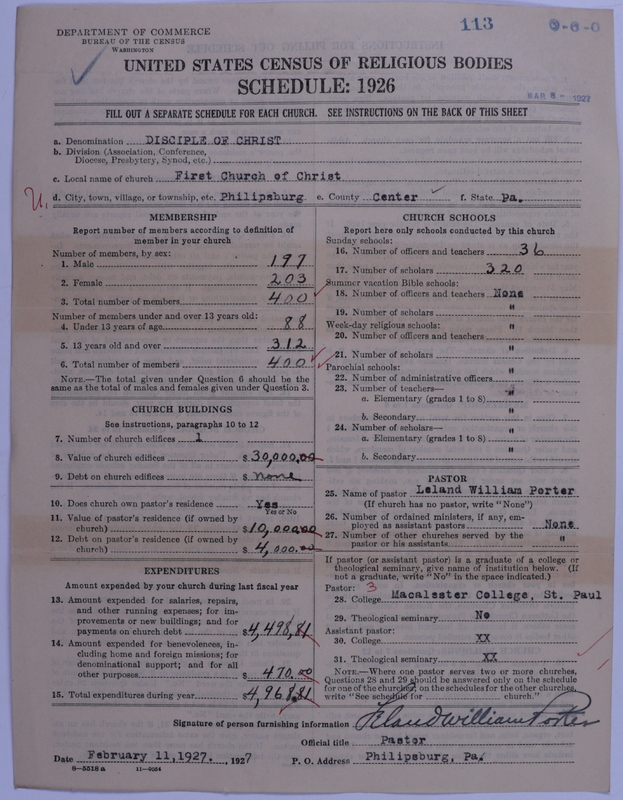 113
DEPARTMENT OF COMMERCE
BUREAU OF THE CENSUS
WASHINGTON
UNITED STATES CENSUS OF RELIGIOUS BODIES
SCHEDULE: 1926
MAR 8 - 1927
FILL OUT A SEPARATE SCHEDULE FOR EACH CHURCH. SEE INSTRUCTIONS ON THE BACK OF THIS SHEET
a. Denomination DISCIPLE OF CHRIST
b. Division (Association, Conference,
Diocese, Presbytery, Synod, etc.)
c. Local name of church First Church of Christ
d. City, town, village, or township, etc. Philipsburg e. County Center f. State Pa.
MEMBERSHIP
Report number of members according to definition of
member in your church
Number of members, by sex:
1. Male 197
2. Female 203
3. Total number of members 400
Number of members under and over 13 years old:
4. Under 13 years of age 88
5. 13 years old and over 312
6. Total number of members 400
NOTE.—The total given under Question 6 should be
same as the total of males and females given under Question 3.
CHURCH BUILDINGS
See instructions, paragraphs 10 to 12
7. Number of church edifices 1
8. Value of church edifices $30,000.00
9. Debt on church edifices $ none
10. Does church own pastor's residence Yes
Yes or No
11. Value of pastor's residence (if owned by
church) $10,000.00
12. Debt on pastor's residence (if owned by
church) $4,000.00
EXPENDITURES
Amount expended by your church during last fiscal year
13. Amount expended for salaries, repairs,
and other running expenses; for im-
provements or new buildings; and for
payments on church debt $4,498.81
14. Amount expended for benevolences, in-
cluding home and foreign missions; for
denominational support; and for all
other purposes $470.00
15. Total expenditures during year $4,968.81
CHURCH SCHOOLS
Report here only schools conducted by this church
Sunday schools:
16. Number of officers and teachers 36
17. Number of scholars 320
Summer vacation Bible schools:
18. Number of officers and teachers None
19. Number of scholars "
Week-day religious schools:
20. Number of officers and teachers "
21. Number of scholars "
Parochial schools:
22. Number of administrative officers "
23. Number of teachers—
a. Elementary (grades 1 to 8) "
b. Secondary "
24. Number of scholars—
a. Elementary (grades 1 to 8) "
b. Secondary "
PASTOR
25. Name of pastor Leland William Porter
(If church has no pastor, write "None")
26. Number of ordained ministers, if any, em-
ployed as assistant pastors None
27. Number of other churches served by the
pastor or his assistants "
If pastor (or assistant pastor) is a graduate of a college or
theological seminary, give name of institution below. (If
not a graduate, write "No" in the space indicated.)
Pastor: 3
28. College Macalester College, St. Paul
29. Theological seminary No
Assistant pastor:
30. College XX
31. Theological seminary XX
NOTE.—Where one pastor serves two or more churches,
Questions 28 and 29 should be answered only on the schedule
for one of the churches; on the schedules for the other churches,
write "See schedule for church."
Signature of person furnishing information Leland William Porter
Official title Pastor
Date February 11, 1927. , 1927 P. O. Address Philipsburg, Pa.
8—5518 a 11—9024